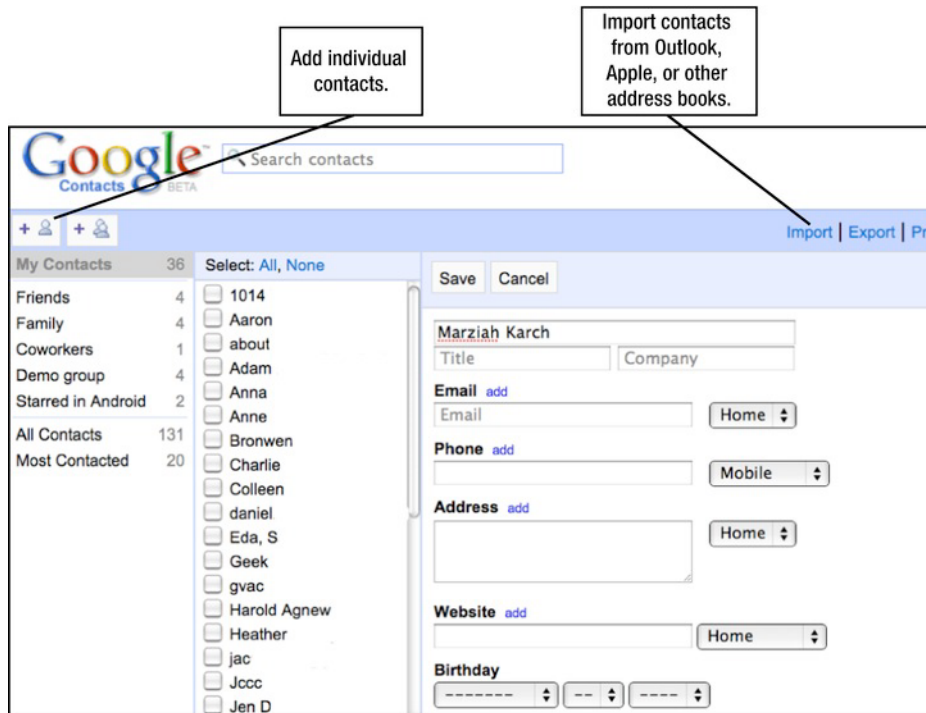 Add individual
contacts.
Import contacts
from Outlook,
Apple, or other
address books.
Google™
Contacts BETA
Search contacts
Import | Export | Pr
My Contacts 36
Friends 4
Family 4
Coworkers 1
Demo group 4
Starred in Android 2
All Contacts 131
Most Contacted 20
Select: All, None
1014
Aaron
about
Adam
Anna
Anne
Bronwen
Charlie
Colleen
daniel
Eda, S
Geek
gvac
Harold Agnew
Heather
jac
Jccc
Jen D
Save Cancel
Marziah Karch
Title Company
Email add
Email Home
Phone add
Mobile
Address add
Home
Website add
Home
Birthday
------- -- ----